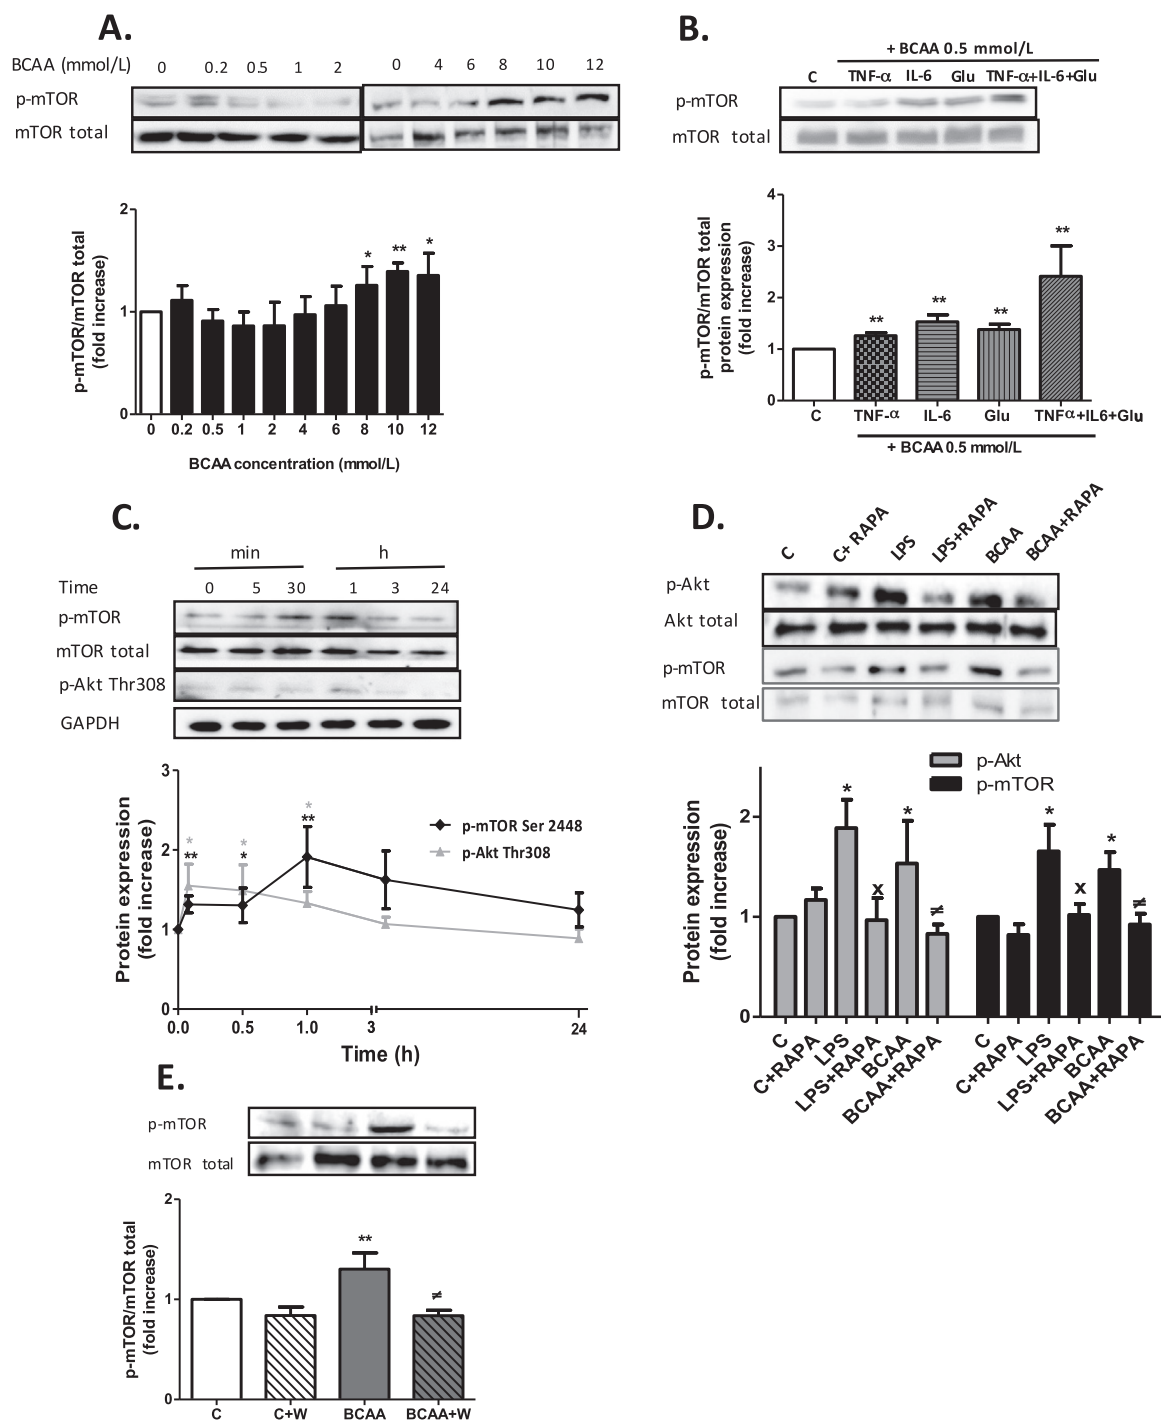 A.
BCAA (mmol/L) 0 0.2 0.5 1 2 0 4 6 8 10 12
p-mTOR
mTOR total
2
1
0
p-mTOR/mTOR total
(fold increase)
* ** *
0 0.2 0.5 1 2 4 6 8 10 12
BCAA concentration (mmol/L)
B.
+ BCAA 0.5 mmol/L
C TNF-α IL-6 Glu TNF-α+IL-6+Glu
p-mTOR
mTOR total
4
3
2
1
0
p-mTOR/mTOR total
protein expression
(fold increase)
** ** ** **
C TNF-α IL-6 Glu TNFα+IL6+Glu
+ BCAA 0.5 mmol/L
C.
min h
Time 0 5 30 1 3 24
p-mTOR
mTOR total
p-Akt Thr308
GAPDH
3
2
1
0
Protein expression
(fold increase)
* * *
** * **
p-mTOR Ser 2448
p-Akt Thr308
0.0 0.5 1.0 3 24
Time (h)
D.
C C+ RAPA LPS LPS+RAPA BCAA BCAA+RAPA
p-Akt
Akt total
p-mTOR
mTOR total
p-Akt
p-mTOR
2
1
0
Protein expression
(fold increase)
* x * ≠ * x * ≠
C C+RAPA LPS LPS+RAPA BCAA BCAA+RAPA C C+RAPA LPS LPS+RAPA BCAA BCAA+RAPA
E.
p-mTOR
mTOR total
2
1
0
p-mTOR/mTOR total
(fold increase)
** ≠
C C+W BCAA BCAA+W